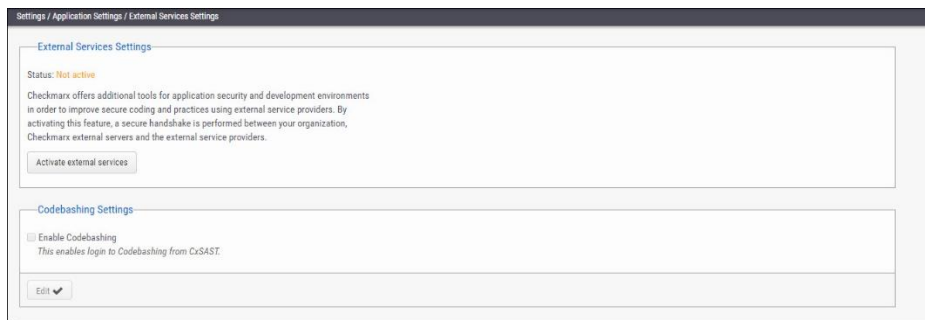 Settings / Application Settings / External Services Settings
External Services Settings
Status: Not active
Checkmarx offers additional tools for application security and development environments
in order to improve secure coding and practices using external service providers. By
activating this feature, a secure handshake is performed between your organization,
Checkmarx external servers and the external service providers.
Activate external services
Codebashing Settings
Enable Codebashing
This enables login to Codebashing from CxSAST.
Edit